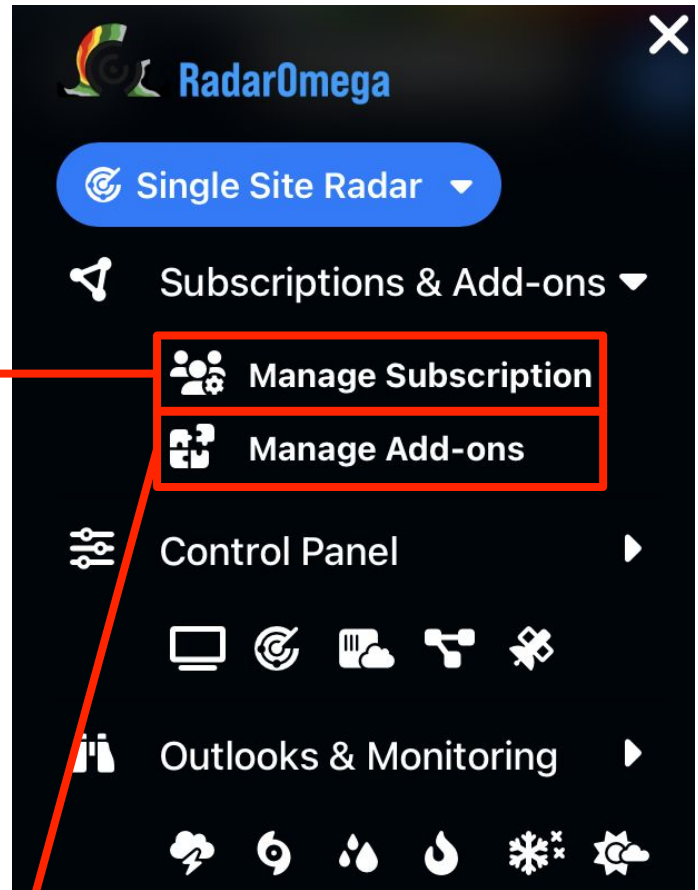 RadarOmega
Single Site Radar
Subscriptions & Add-ons
Manage Subscription
Manage Add-ons
Control Panel
Outlooks & Monitoring